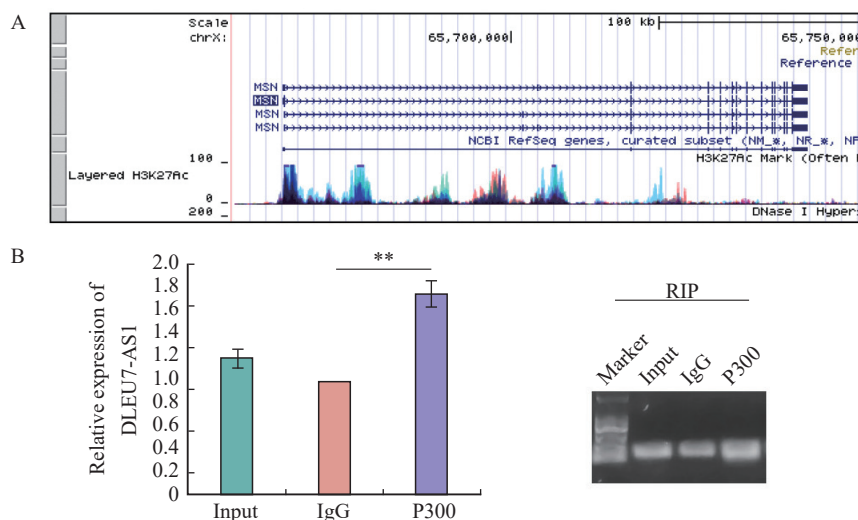 A
Scale
100 kb
chrX:
65,700,000
65,750,000
Refer
Reference
MSN
MSN
MSN
MSN
NCBI RefSeq genes, curated subset (NM_*, NR_*, NP
H3K27Ac Mark (Often
100
Layered H3K27Ac
0
200
DNase I Hypers
B
Relative expression of
DLEU7-AS1
2.0
1.8
1.2
1.0
0.8
0.6
0.4
0.2
0
**
Input
IgG
P300
RIP
Marker
Input
IgG
P300